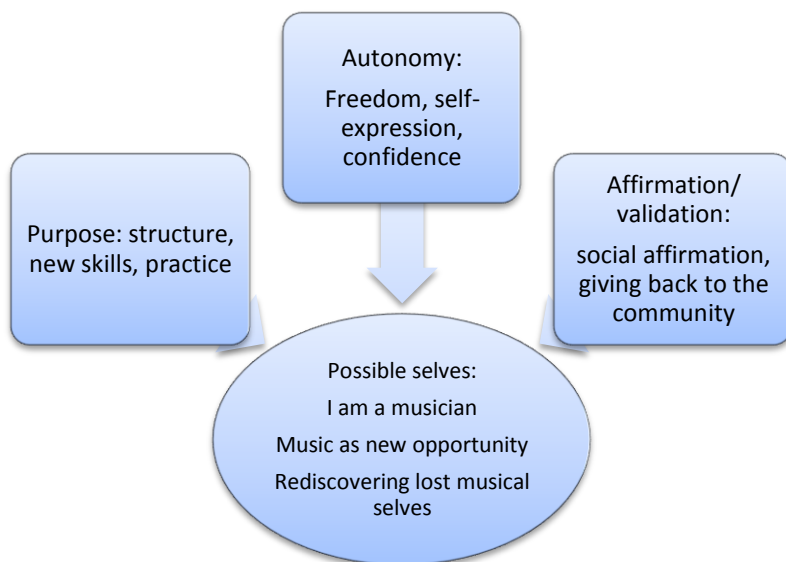 Purpose: structure,
new skills, practice
Autonomy:
Freedom, self-
expression,
confidence
Affirmation/
validation:
social affirmation,
giving back to the
community
Possible selves:
I am a musician
Music as new opportunity
Rediscovering lost musical
selves